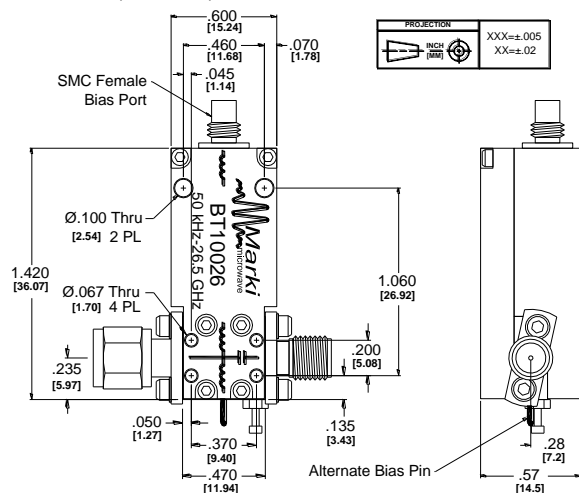 .600
[15.24]
.460
[11.68]
.070
[1.78]
.045
[1.14]
PROJECTION
INCH
[MM]
XXX=±.005
XX=±.02
SMC Female
Bias Port
Ø.100 Thru
[2.54] 2 PL
1.420
[36.07]
Ø.067 Thru
[1.70] 4 PL
.235
[5.97]
50 kHz-26.5 GHz
BT10026
Marki
microwave
1.060
[26.92]
.200
[5.08]
.050
[1.27]
.370
[9.40]
.470
[11.94]
.135
[3.43]
Alternate Bias Pin
.28
[7.2]
.57
[14.5]